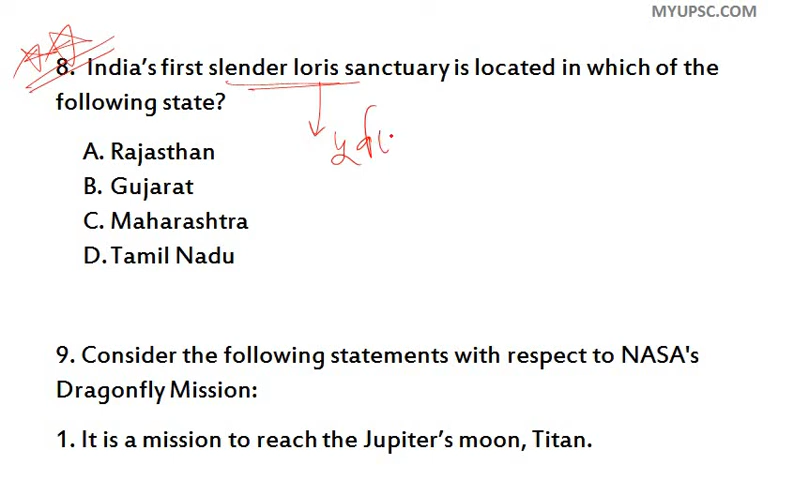 MYUPSC.COM
8. India's first slender loris sanctuary is located in which of the
following state?
A. Rajasthan
B. Gujarat
C. Maharashtra
D. Tamil Nadu
9. Consider the following statements with respect to NASA's
Dragonfly Mission:
1. It is a mission to reach the Jupiter's moon, Titan.